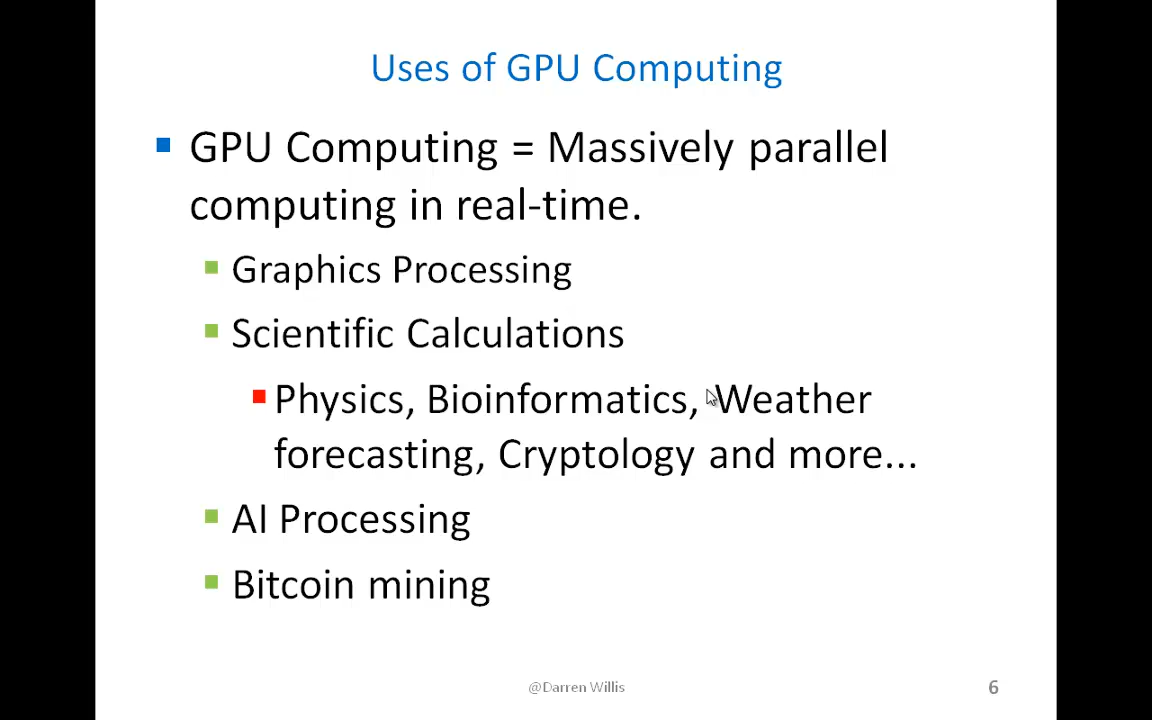 Uses of GPU Computing
GPU Computing = Massively parallel
computing in real-time.
Graphics Processing
Scientific Calculations
Physics, Bioinformatics, Weather
forecasting, Cryptology and more...
AI Processing
Bitcoin mining
@Darren Willis
6